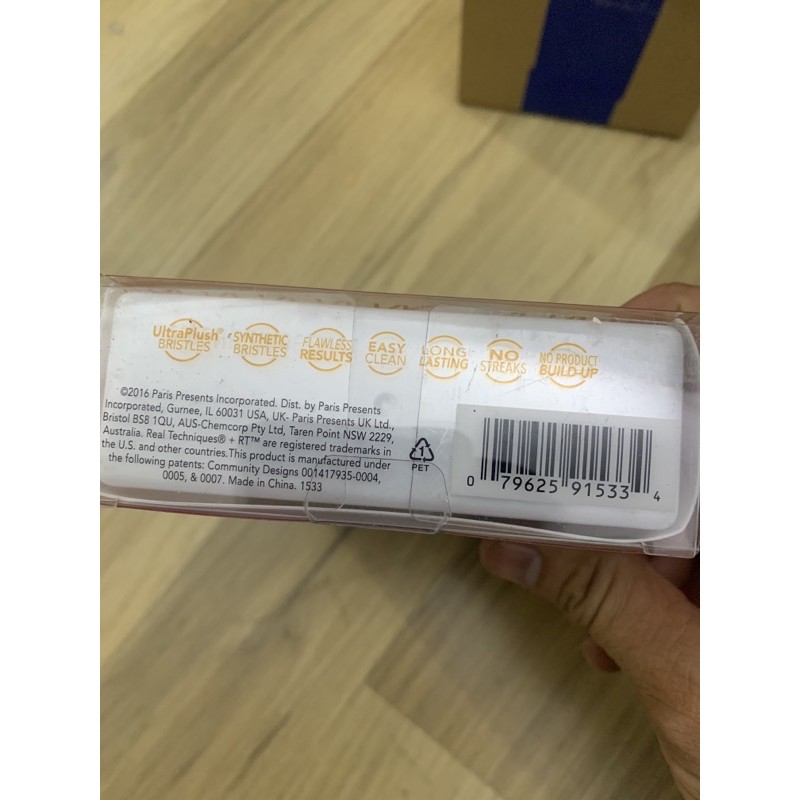 UltraPlush®
BRISTLES
SYNTHETIC
BRISTLES
FLAWLESS
RESULTS
EASY
CLEAN
LONG
LASTING
NO
STREAKS
NO PRODUCT
BUILD-UP
©2016 Paris Presents Incorporated. Dist. by Paris Presents
Incorporated, Gurnee, IL 60031 USA, UK- Paris Presents UK Ltd.,
Bristol BS8 1QU, AUS-Chemcorp Pty Ltd, Taren Point NSW 2229,
Australia. Real Techniques® + RT™ are registered trademarks in
the U.S. and other countries.This product is manufactured under
the following patents: Community Designs 001417935-0004,
0005, & 0007. Made in China. 1533
1
PET
0 79625 91533 4